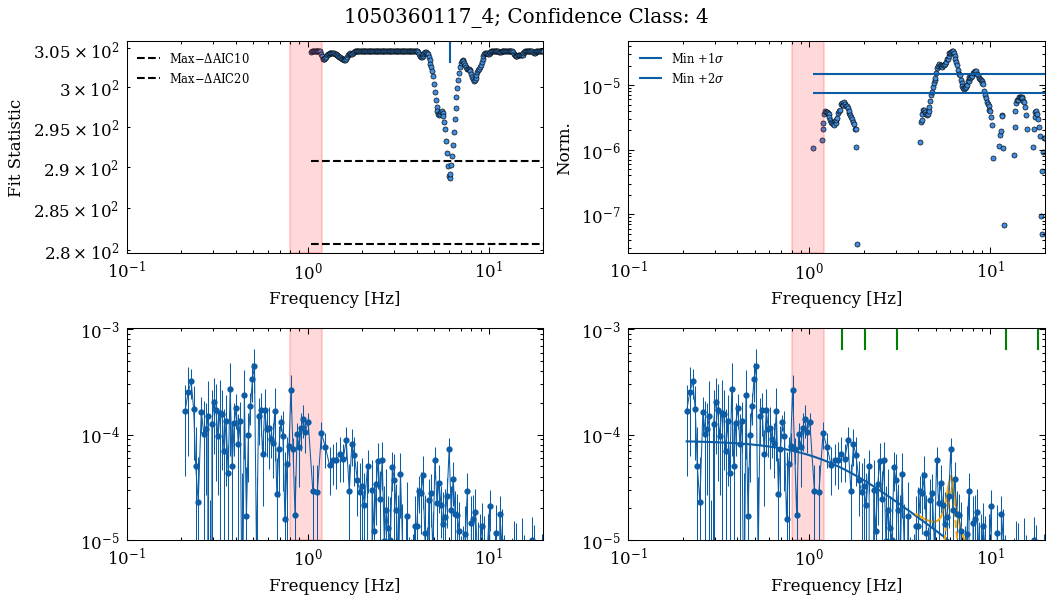 1050360117_4; Confidence Class: 4
Fit Statistic
3.05 × 10²
3 × 10²
2.95 × 10²
2.9 × 10²
2.85 × 10²
2.8 × 10²
Max−ΔAIC10
Max−ΔAIC20
10⁻¹ 10⁰ 10¹
Frequency [Hz]
Norm.
10⁻⁵
10⁻⁶
10⁻⁷
Min +1σ
Min +2σ
10⁻¹ 10⁰ 10¹
Frequency [Hz]
10⁻³
10⁻⁴
10⁻⁵
10⁻¹ 10⁰ 10¹
Frequency [Hz]
10⁻³
10⁻⁴
10⁻⁵
10⁻¹ 10⁰ 10¹
Frequency [Hz]